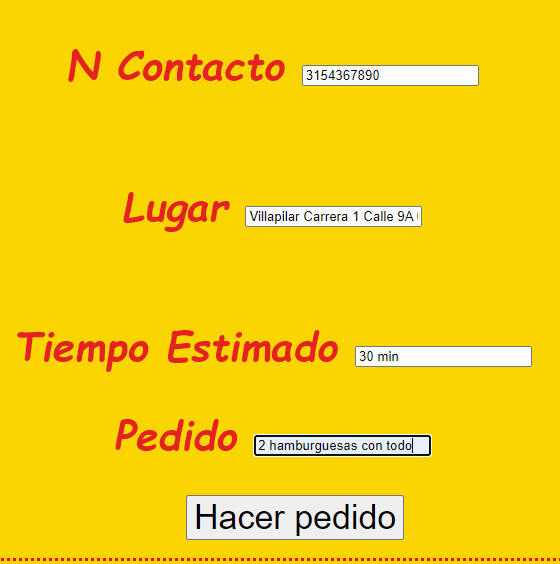 N Contacto 3154367890
Lugar Villapilar Carrera 1 Calle 9A
Tiempo Estimado 30 min
Pedido 2 hamburguesas con todo
Hacer pedido